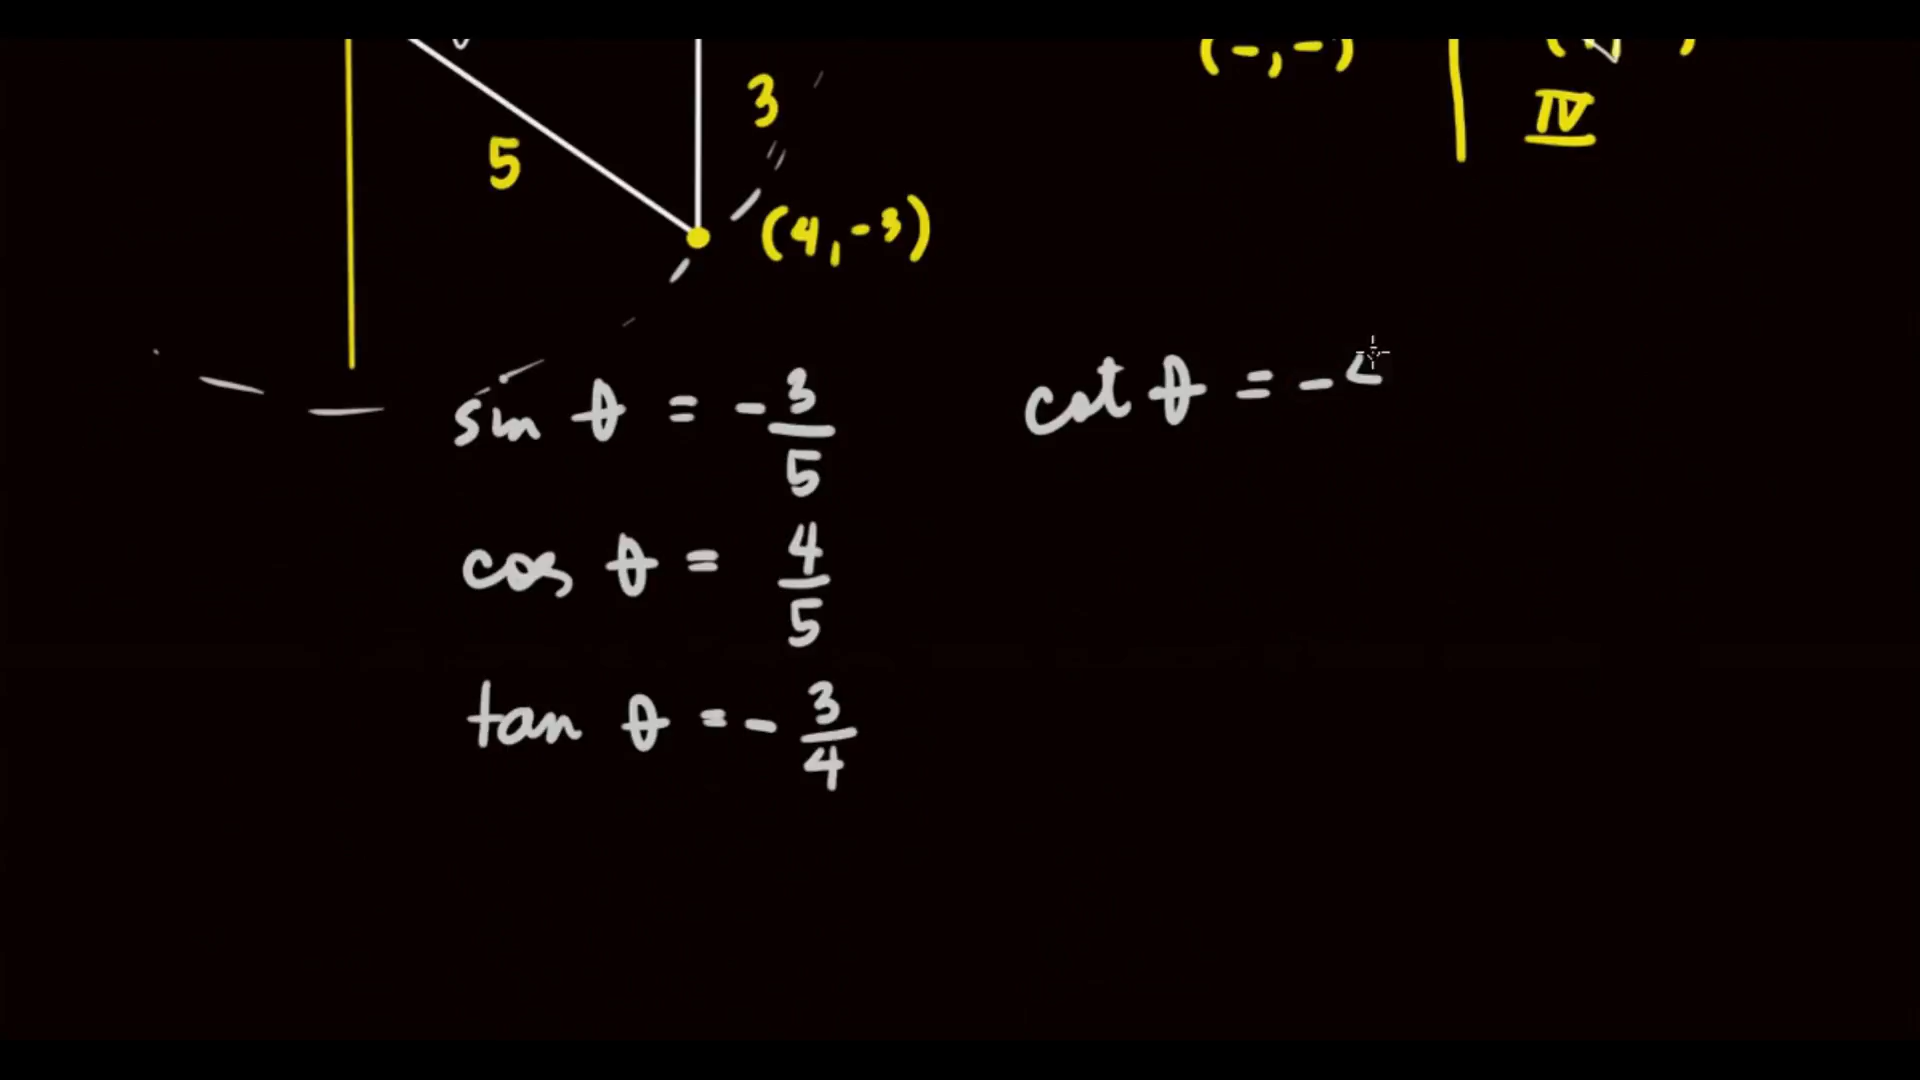 3
(-,-)
IV
5
(4,-3)
sin θ = -3/5
cot θ = -
cos θ = 4/5
tan θ = -3/4